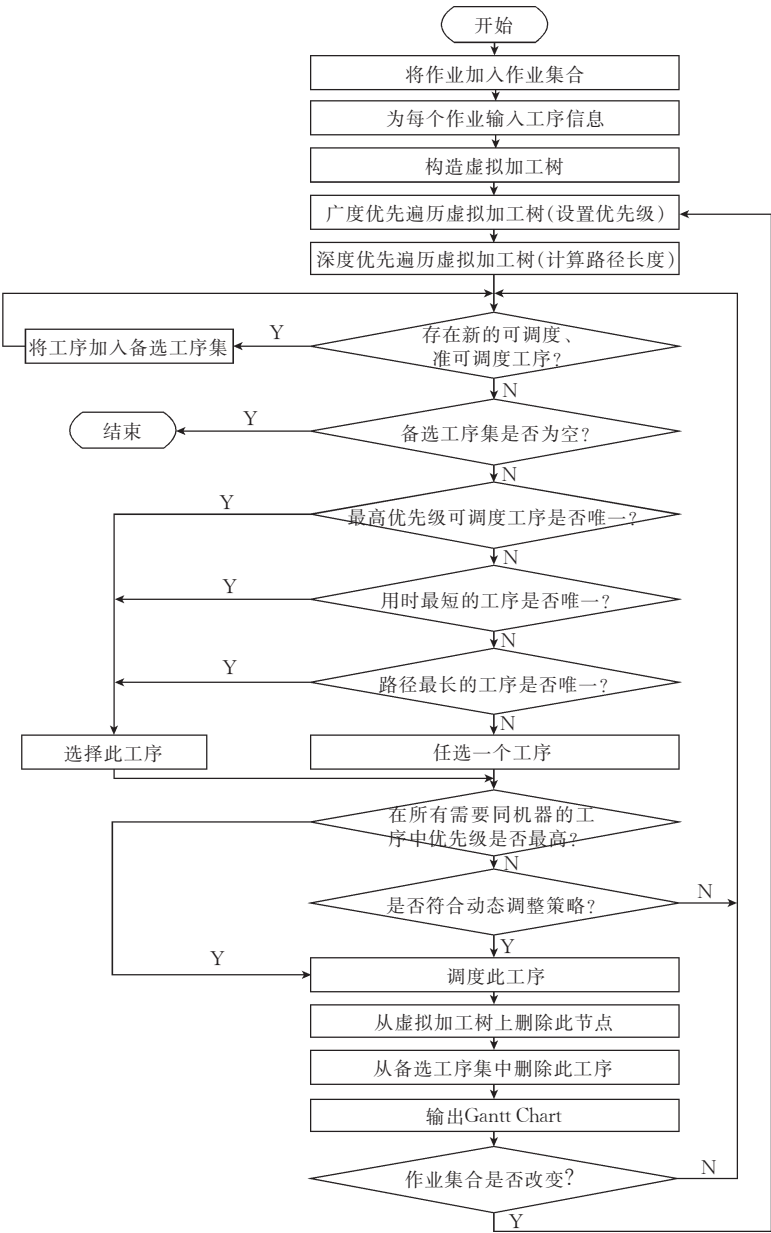 开始
将作业加入作业集合
为每个作业输入工序信息
构造虚拟加工树
广度优先遍历虚拟加工树(设置优先级)
深度优先遍历虚拟加工树(计算路径长度)
存在新的可调度、
准可调度工序?
Y
将工序加入备选工序集
N
备选工序集是否为空?
Y
结束
N
最高优先级可调度工序是否唯一?
Y
N
用时最短的工序是否唯一?
Y
N
路径最长的工序是否唯一?
Y
N
选择此工序
任选一个工序
在所有需要同机器的工
序中优先级是否最高?
N
是否符合动态调整策略?
N
Y
Y
调度此工序
从虚拟加工树上删除此节点
从备选工序集中删除此工序
输出Gantt Chart
作业集合是否改变?
N
Y